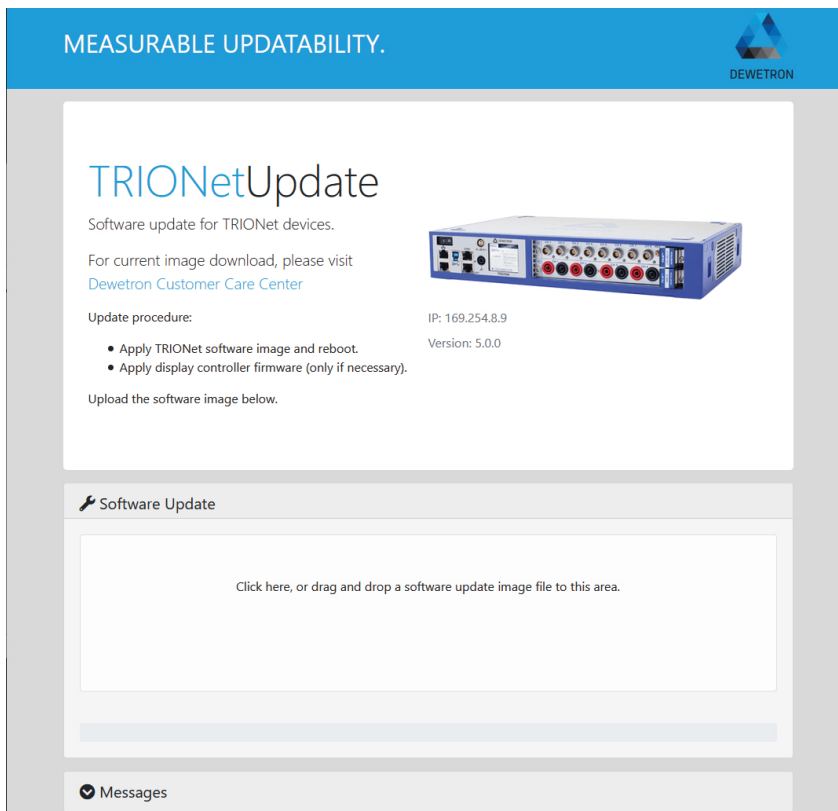 MEASURABLE UPDATABILITY.
DEWETRON
TRIONetUpdate
Software update for TRIONet devices.
For current image download, please visit
Dewetron Customer Care Center
Update procedure:
IP: 169.254.8.9
Version: 5.0.0
• Apply TRIONet software image and reboot.
• Apply display controller firmware (only if necessary).
Upload the software image below.
Software Update
Click here, or drag and drop a software update image file to this area.
Messages